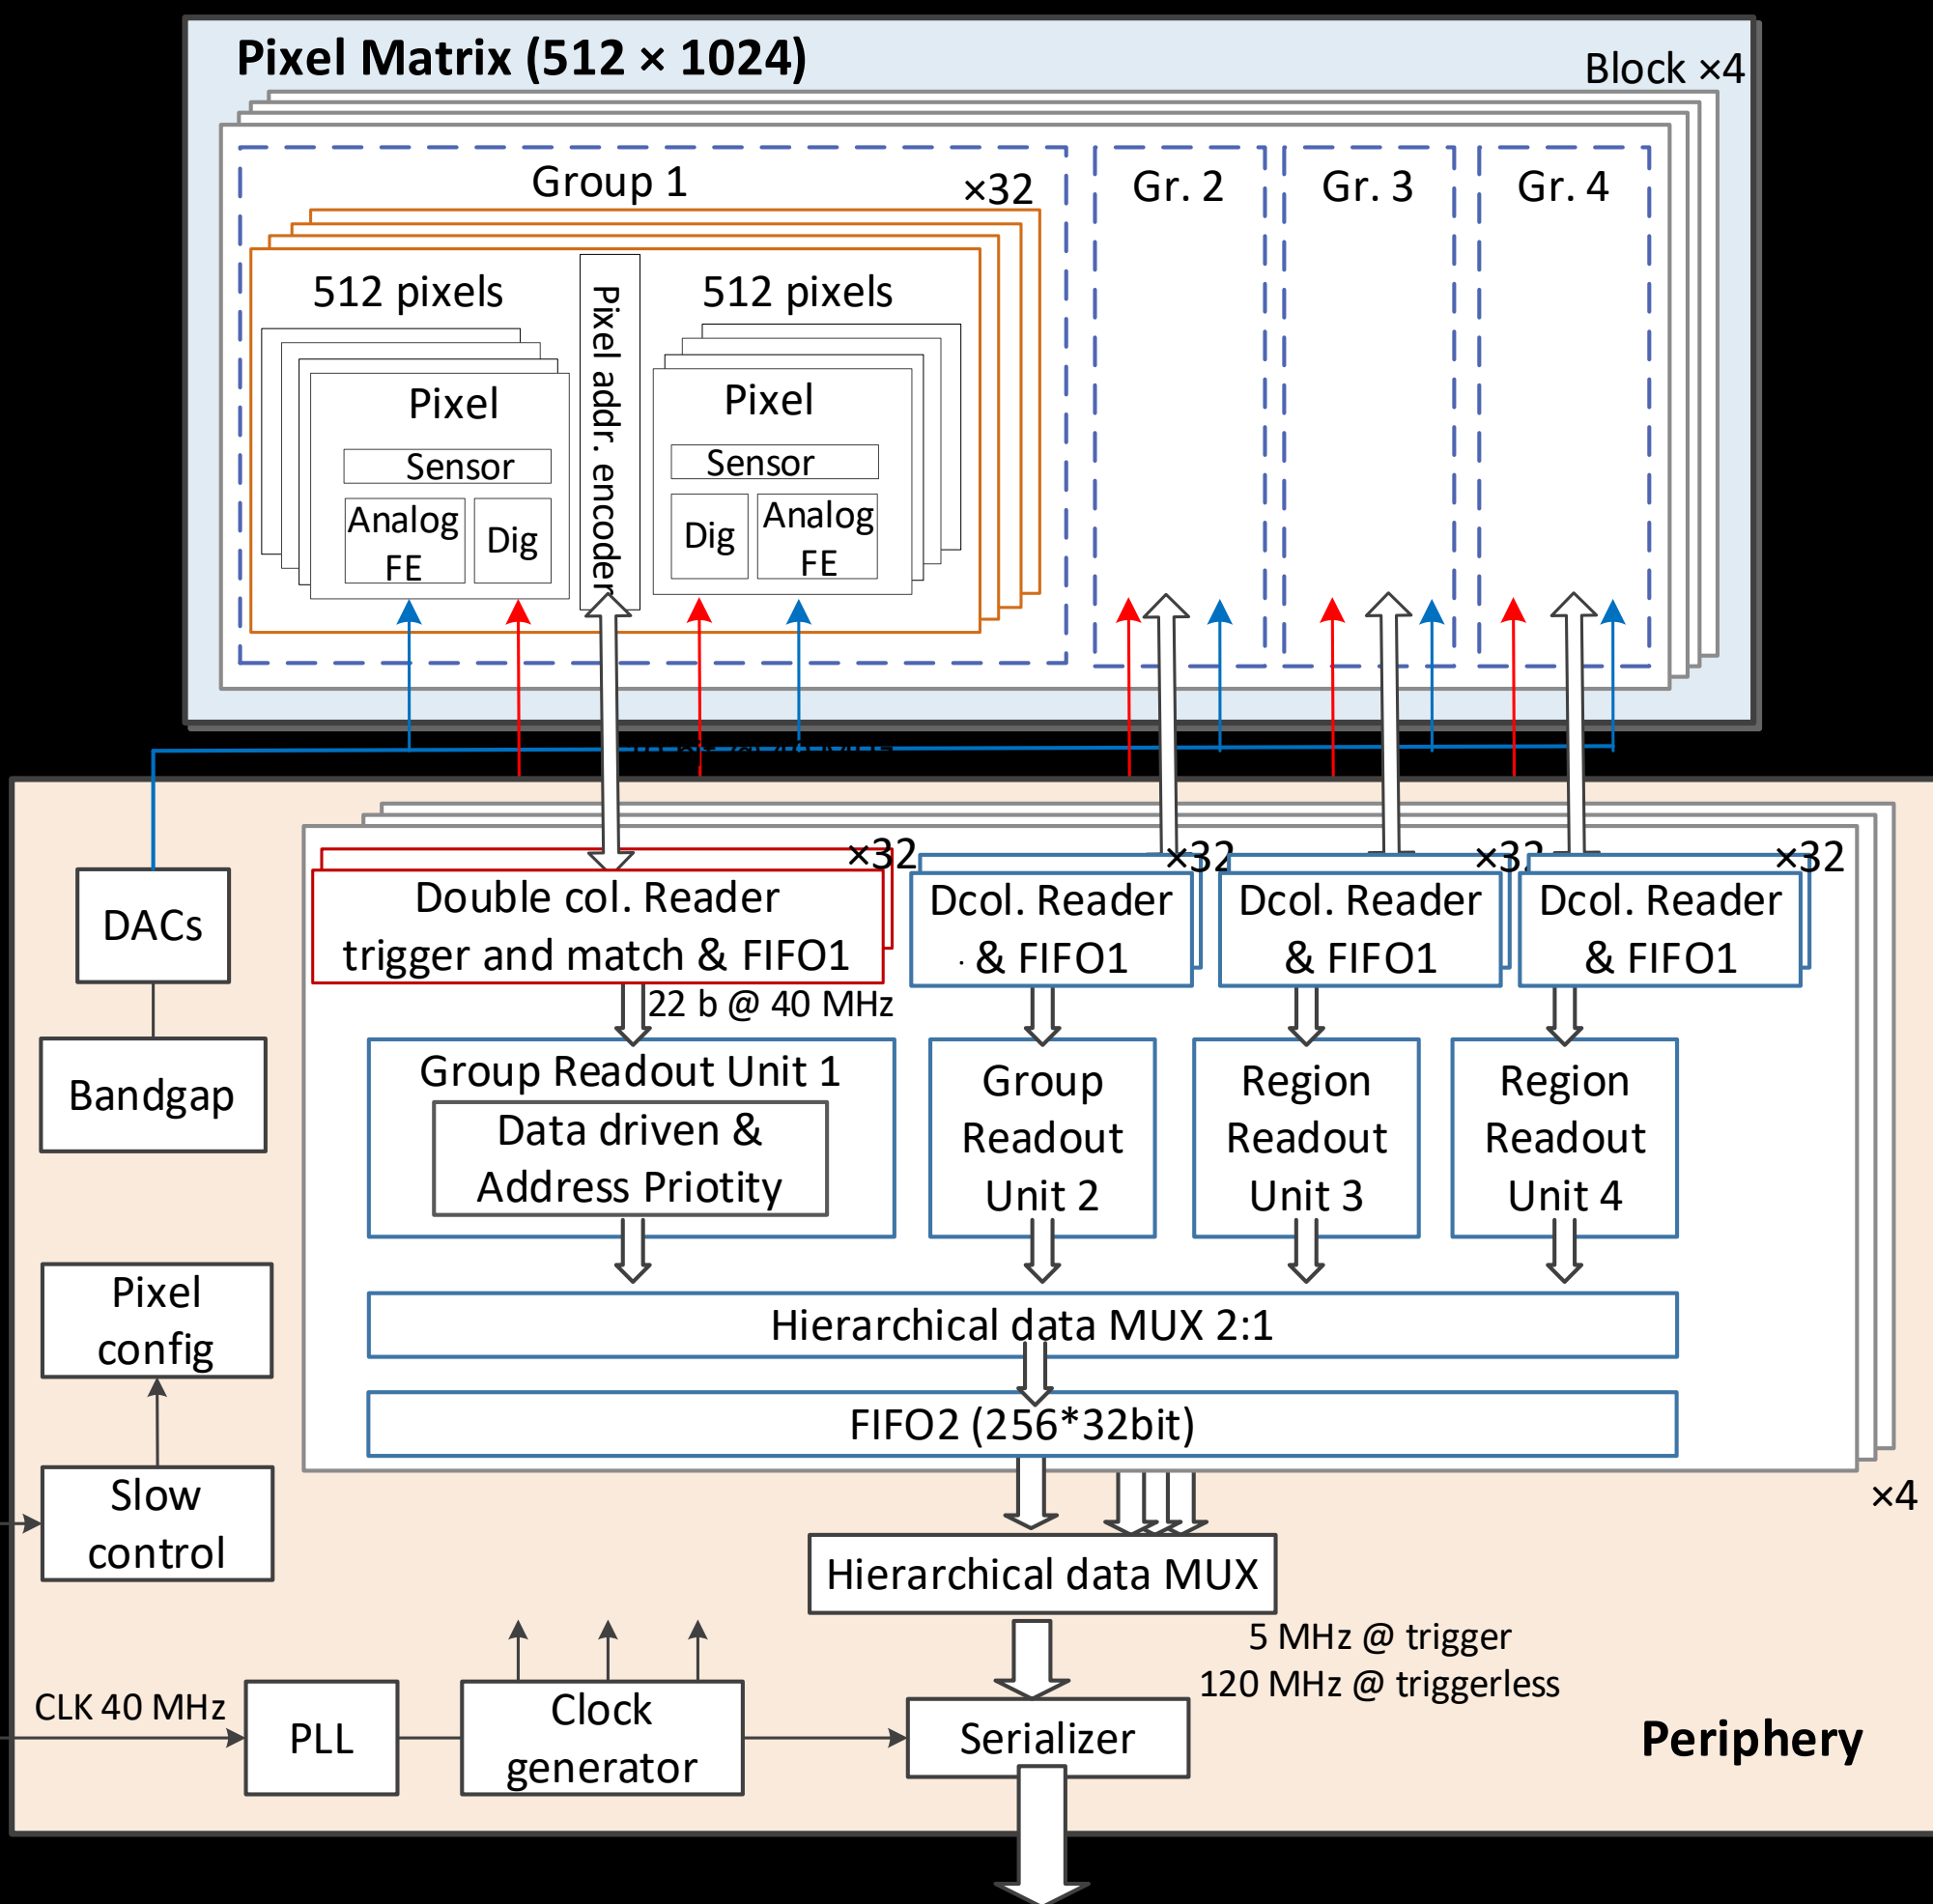 Pixel Matrix (512 × 1024)
Block ×4
Group 1
×32
Gr. 2
Gr. 3
Gr. 4
512 pixels
512 pixels
Pixel addr. encoder
Pixel
Pixel
Sensor
Sensor
Analog
FE
Dig
Dig
Analog
FE
×32
×32
×32
×32
Double col. Reader
trigger and match & FIFO1
Dcol. Reader
& FIFO1
Dcol. Reader
& FIFO1
Dcol. Reader
& FIFO1
DACs
22 b @ 40 MHz
Bandgap
Group Readout Unit 1
Data driven &
Address Priotity
Group
Readout
Unit 2
Region
Readout
Unit 3
Region
Readout
Unit 4
Pixel
config
Hierarchical data MUX 2:1
FIFO2 (256*32bit)
Slow
control
×4
Hierarchical data MUX
5 MHz @ trigger
120 MHz @ triggerless
CLK 40 MHz
PLL
Clock
generator
Serializer
Periphery